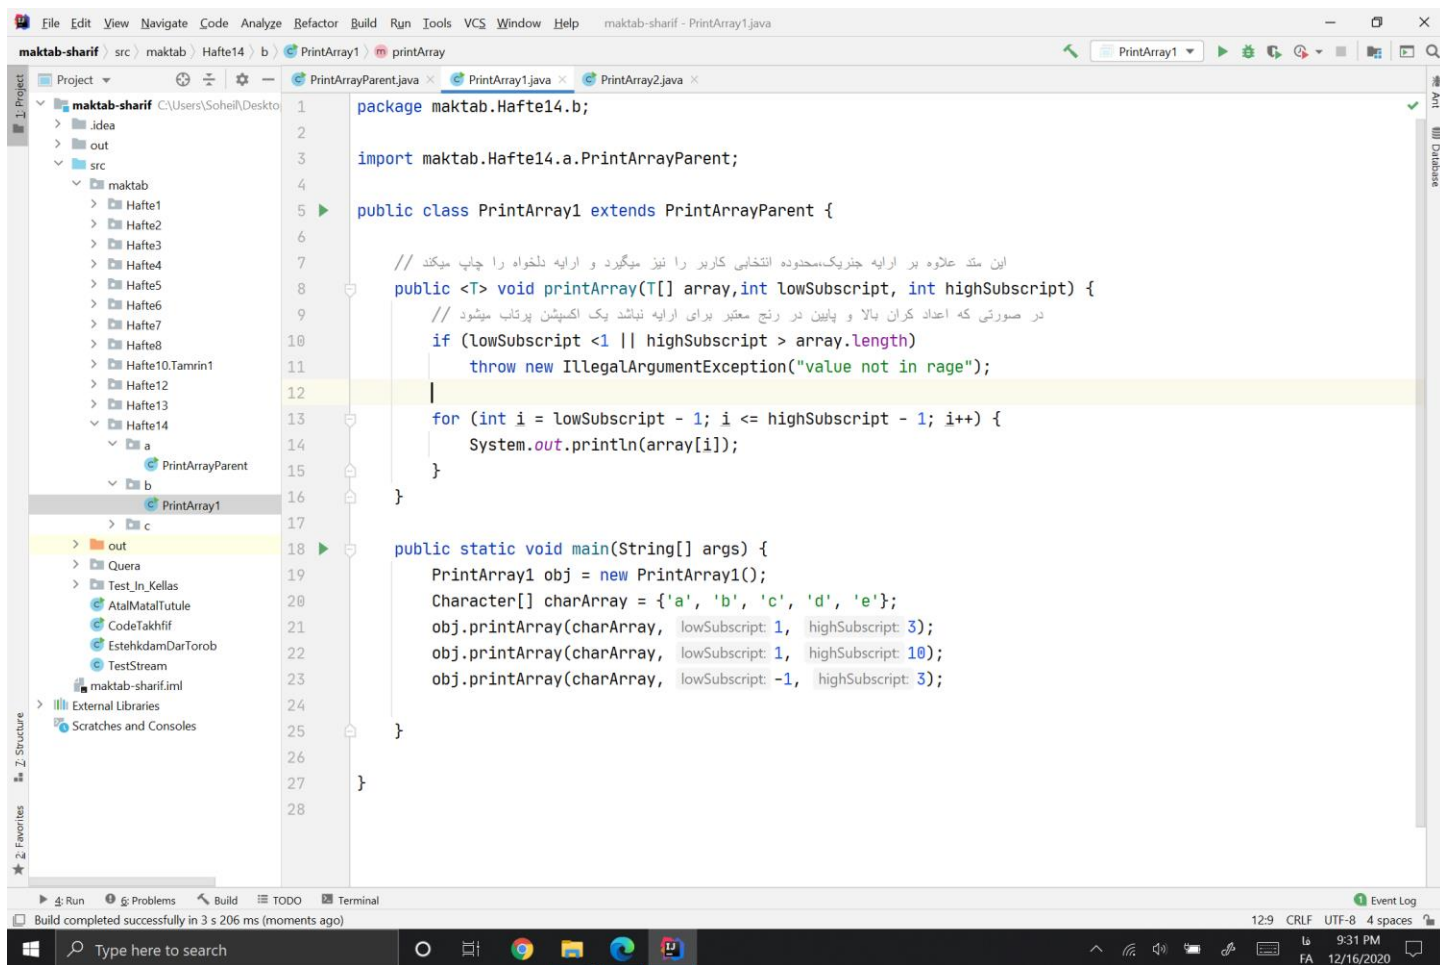 File Edit View Navigate Code Analyze Refactor Build Run Tools VCS Window Help maktab-sharif - PrintArray1.java
maktab-sharif src maktab Hafte14 b PrintArray1 printArray PrintArray1
Project PrintArrayParent.java PrintArray1.java PrintArray2.java
1: Project
maktab-sharif C:\Users\Soheil\Deskto
.idea
out
src
maktab
Hafte1
Hafte2
Hafte3
Hafte4
Hafte5
Hafte6
Hafte7
Hafte8
Hafte10.Tamrin1
Hafte12
Hafte13
Hafte14
a
PrintArrayParent
b
PrintArray1
c
out
Quera
Test_In_Kellas
AtalMatalTutule
CodeTakhfif
EstehkdamDarTorob
TestStream
maktab-sharif.iml
External Libraries
Scratches and Consoles
Z: Structure
2: Favorites
1 package maktab.Hafte14.b;
2
3 import maktab.Hafte14.a.PrintArrayParent;
4
5 public class PrintArray1 extends PrintArrayParent {
6
7 // این متد علاوه بر ارایه جنریک،محدوده انتخابی کاربر را نیز میگیرد و ارایه دلخواه را چاپ میکند
8 public <T> void printArray(T[] array,int lowSubscript, int highSubscript) {
9 // در صورتی که اعداد کران بالا و پایین در رنج معتبر برای ارایه نباشد یک اکسپشن پرتاب میشود
10 if (lowSubscript <1 || highSubscript > array.length)
11 throw new IllegalArgumentException("value not in rage");
12
13 for (int i = lowSubscript - 1; i <= highSubscript - 1; i++) {
14 System.out.println(array[i]);
15 }
16 }
17
18 public static void main(String[] args) {
19 PrintArray1 obj = new PrintArray1();
20 Character[] charArray = {'a', 'b', 'c', 'd', 'e'};
21 obj.printArray(charArray, lowSubscript: 1, highSubscript: 3);
22 obj.printArray(charArray, lowSubscript: 1, highSubscript: 10);
23 obj.printArray(charArray, lowSubscript: -1, highSubscript: 3);
24
25 }
26
27 }
28
Ant
Database
4: Run 6: Problems Build TODO Terminal 1 Event Log
Build completed successfully in 3 s 206 ms (moments ago) 12:9 CRLF UTF-8 4 spaces
Type here to search فا 9:31 PM
FA 12/16/2020